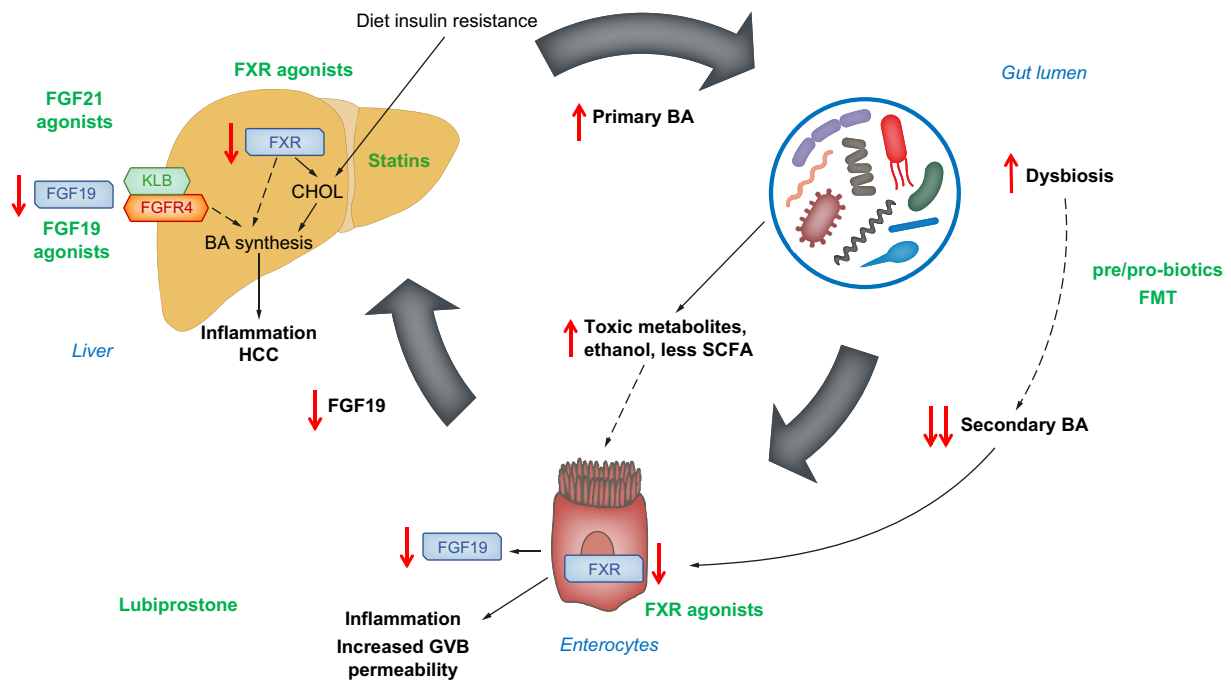 Diet insulin resistance
FXR agonists
FGF21
agonists
FXR
Statins
KLB
FGF19
FGFR4
CHOL
FGF19
agonists
BA synthesis
Inflammation
HCC
Liver
Primary BA
Gut lumen
Dysbiosis
pre/pro-biotics
FMT
Toxic metabolites,
ethanol, less SCFA
FGF19
Secondary BA
FGF19
FXR
FXR agonists
Lubiprostone
Inflammation
Increased GVB
permeability
Enterocytes